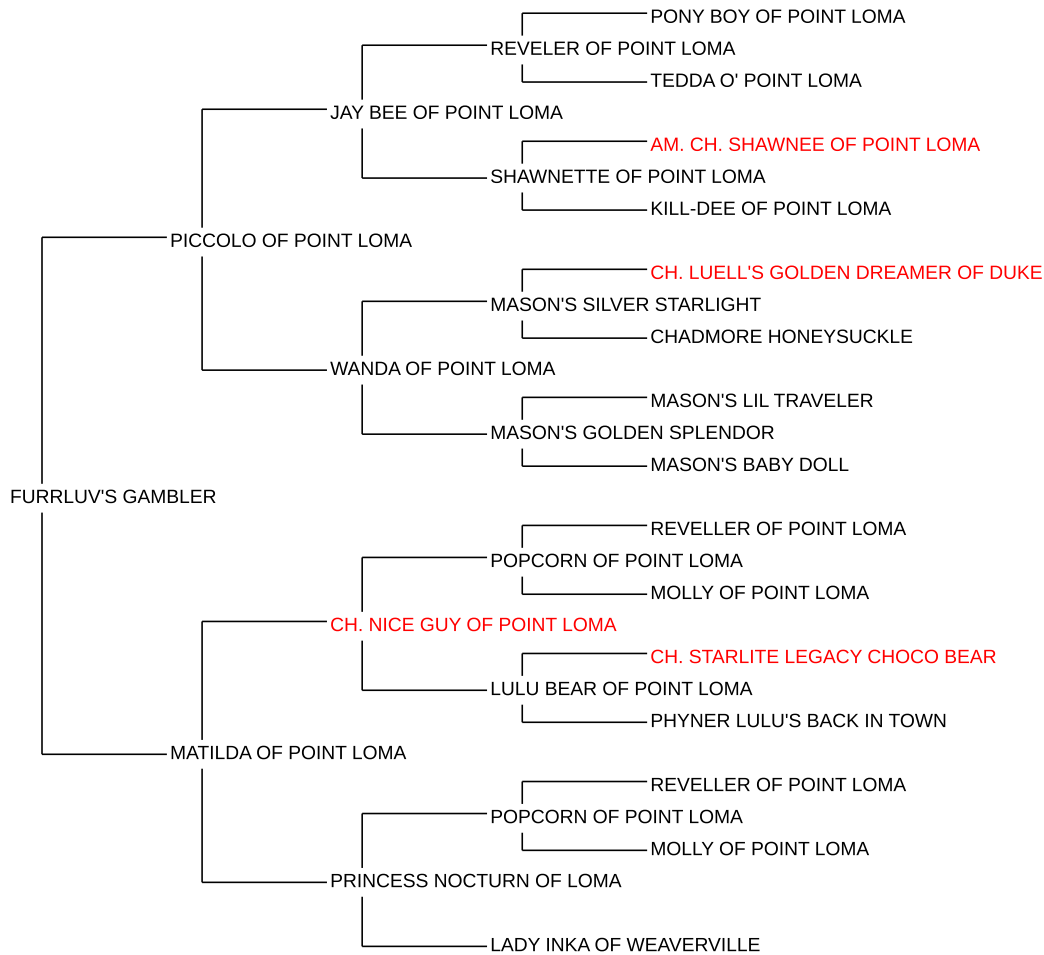 PONY BOY OF POINT LOMA
REVELER OF POINT LOMA
TEDDA O' POINT LOMA
JAY BEE OF POINT LOMA
AM. CH. SHAWNEE OF POINT LOMA
SHAWNETTE OF POINT LOMA
KILL-DEE OF POINT LOMA
PICCOLO OF POINT LOMA
CH. LUELL'S GOLDEN DREAMER OF DUKE
MASON'S SILVER STARLIGHT
CHADMORE HONEYSUCKLE
WANDA OF POINT LOMA
MASON'S LIL TRAVELER
MASON'S GOLDEN SPLENDOR
MASON'S BABY DOLL
FURRLUV'S GAMBLER
REVELLER OF POINT LOMA
POPCORN OF POINT LOMA
MOLLY OF POINT LOMA
CH. NICE GUY OF POINT LOMA
CH. STARLITE LEGACY CHOCO BEAR
LULU BEAR OF POINT LOMA
PHYNER LULU'S BACK IN TOWN
MATILDA OF POINT LOMA
REVELLER OF POINT LOMA
POPCORN OF POINT LOMA
MOLLY OF POINT LOMA
PRINCESS NOCTURN OF LOMA
LADY INKA OF WEAVERVILLE